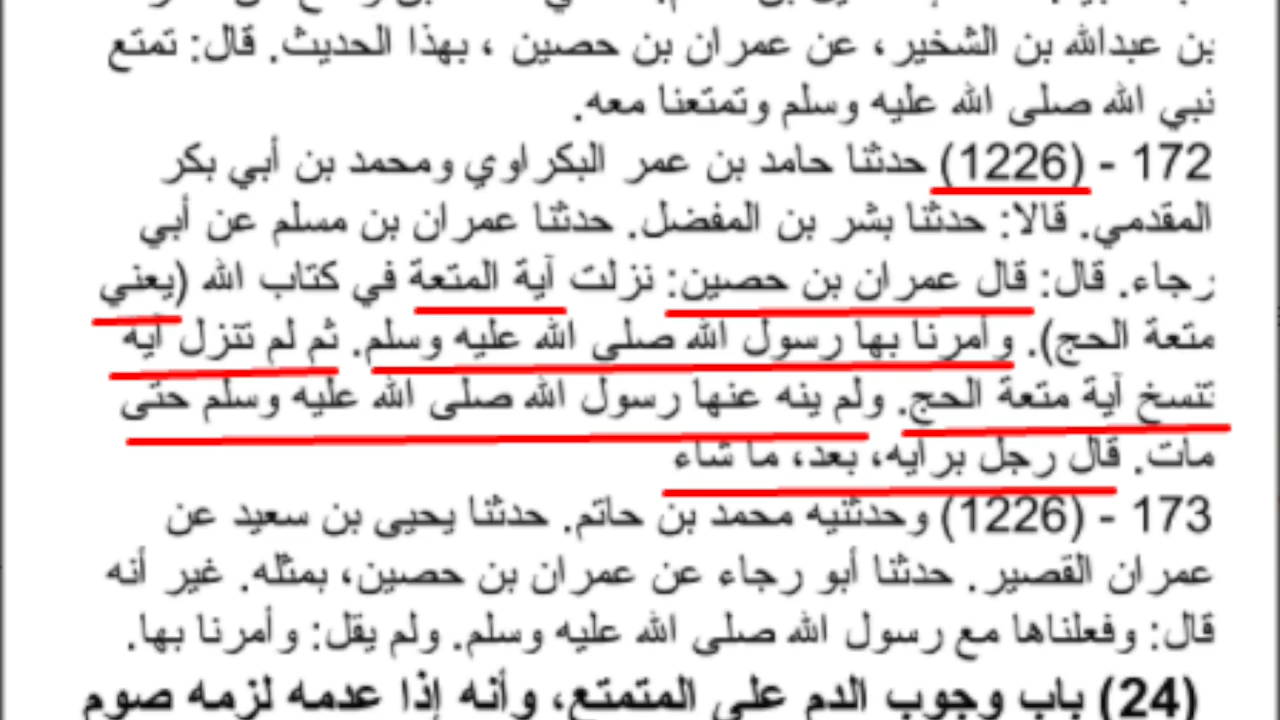 بن عبدالله بن الشخير، عن عمران بن حصين ، بهذا الحديث. قال: تمتع
نبي الله صلى الله عليه وسلم وتمتعنا معه.
172 - (1226) حدثنا حامد بن عمر البكراوي ومحمد بن أبي بكر
المقدمي. قالا: حدثنا بشر بن المفضل. حدثنا عمران بن مسلم عن أبي
رجاء. قال: قال عمران بن حصين: نزلت آية المتعة في كتاب الله (يعني
متعة الحج). وأمرنا بها رسول الله صلى الله عليه وسلم. ثم لم تنزل آية
تنسخ آية متعة الحج. ولم ينه عنها رسول الله صلى الله عليه وسلم حتى
مات. قال رجل برأيه، بعد، ما شاء
173 - (1226) وحدثنيه محمد بن حاتم. حدثنا يحيى بن سعيد عن
عمران القصير. حدثنا أبو رجاء عن عمران بن حصين، بمثله. غير أنه
قال: وفعلناها مع رسول الله صلى الله عليه وسلم. ولم يقل: وأمرنا بها.
(24) باب وجوب الدم على المتمتع، وأنه إذا عدمه لزمه صوم